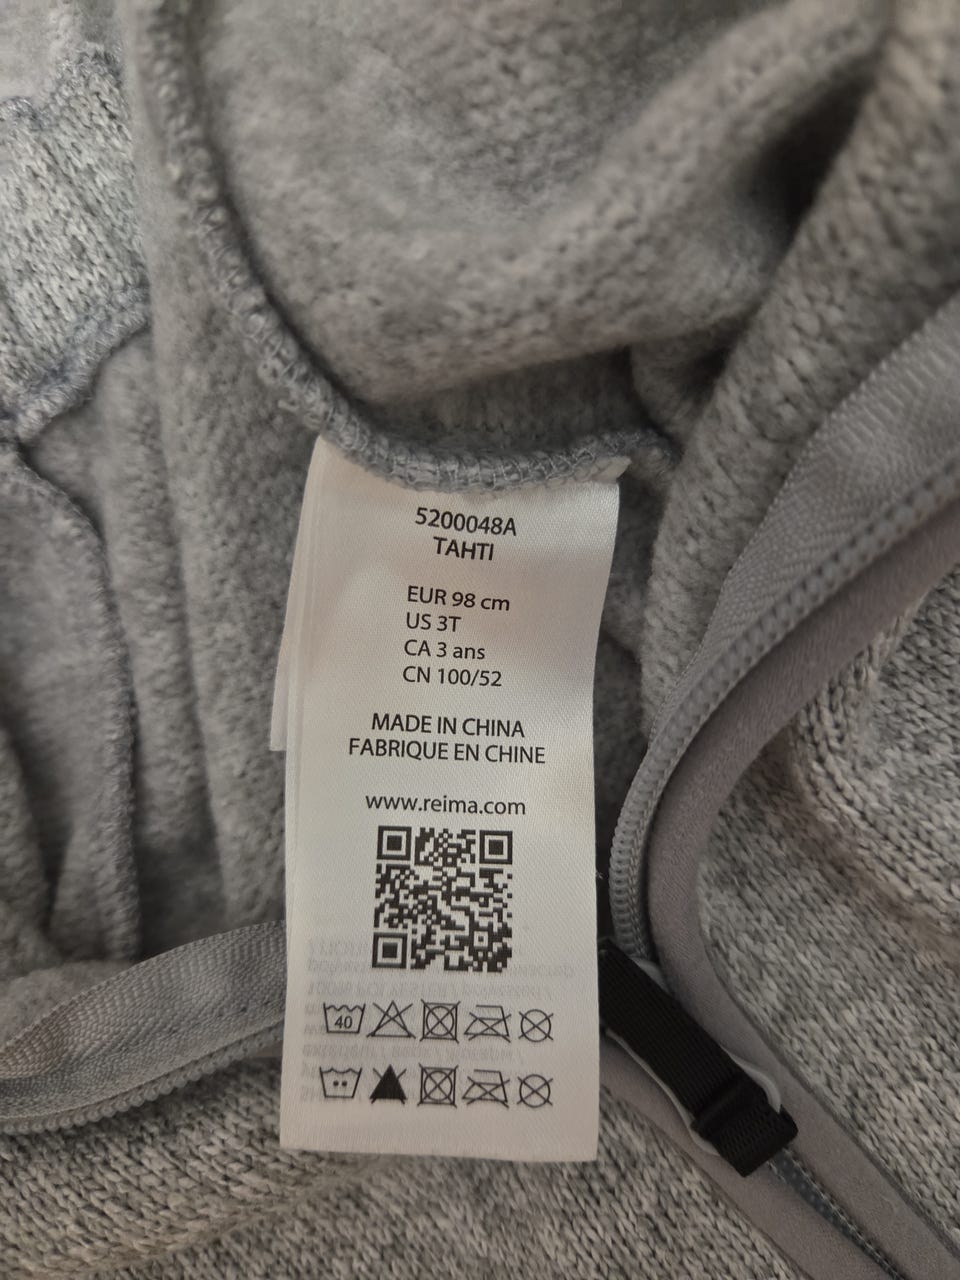 5200048A
TAHTI
EUR 98 cm
US 3T
CA 3 ans
CN 100/52
MADE IN CHINA
FABRIQUE EN CHINE
www.reima.com
40